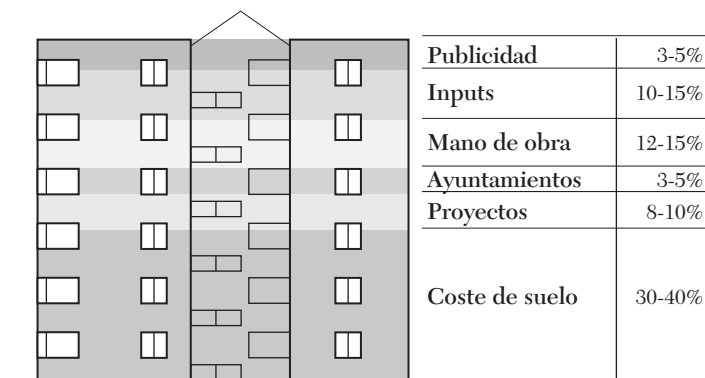 Publicidad 3-5%
Inputs 10-15%
Mano de obra 12-15%
Ayuntamientos 3-5%
Proyectos 8-10%
Coste de suelo 30-40%